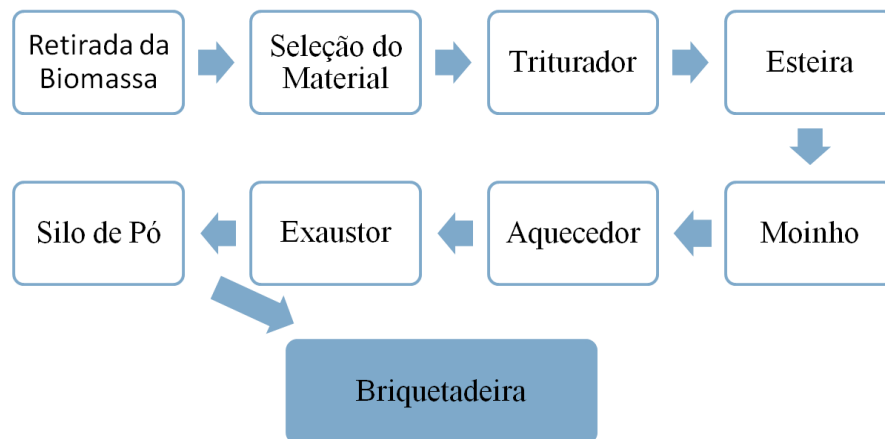 Retirada da
Biomassa
Seleção do
Material
Triturador
Esteira
Moinho
Aquecedor
Exaustor
Silo de Pó
Briquetadeira